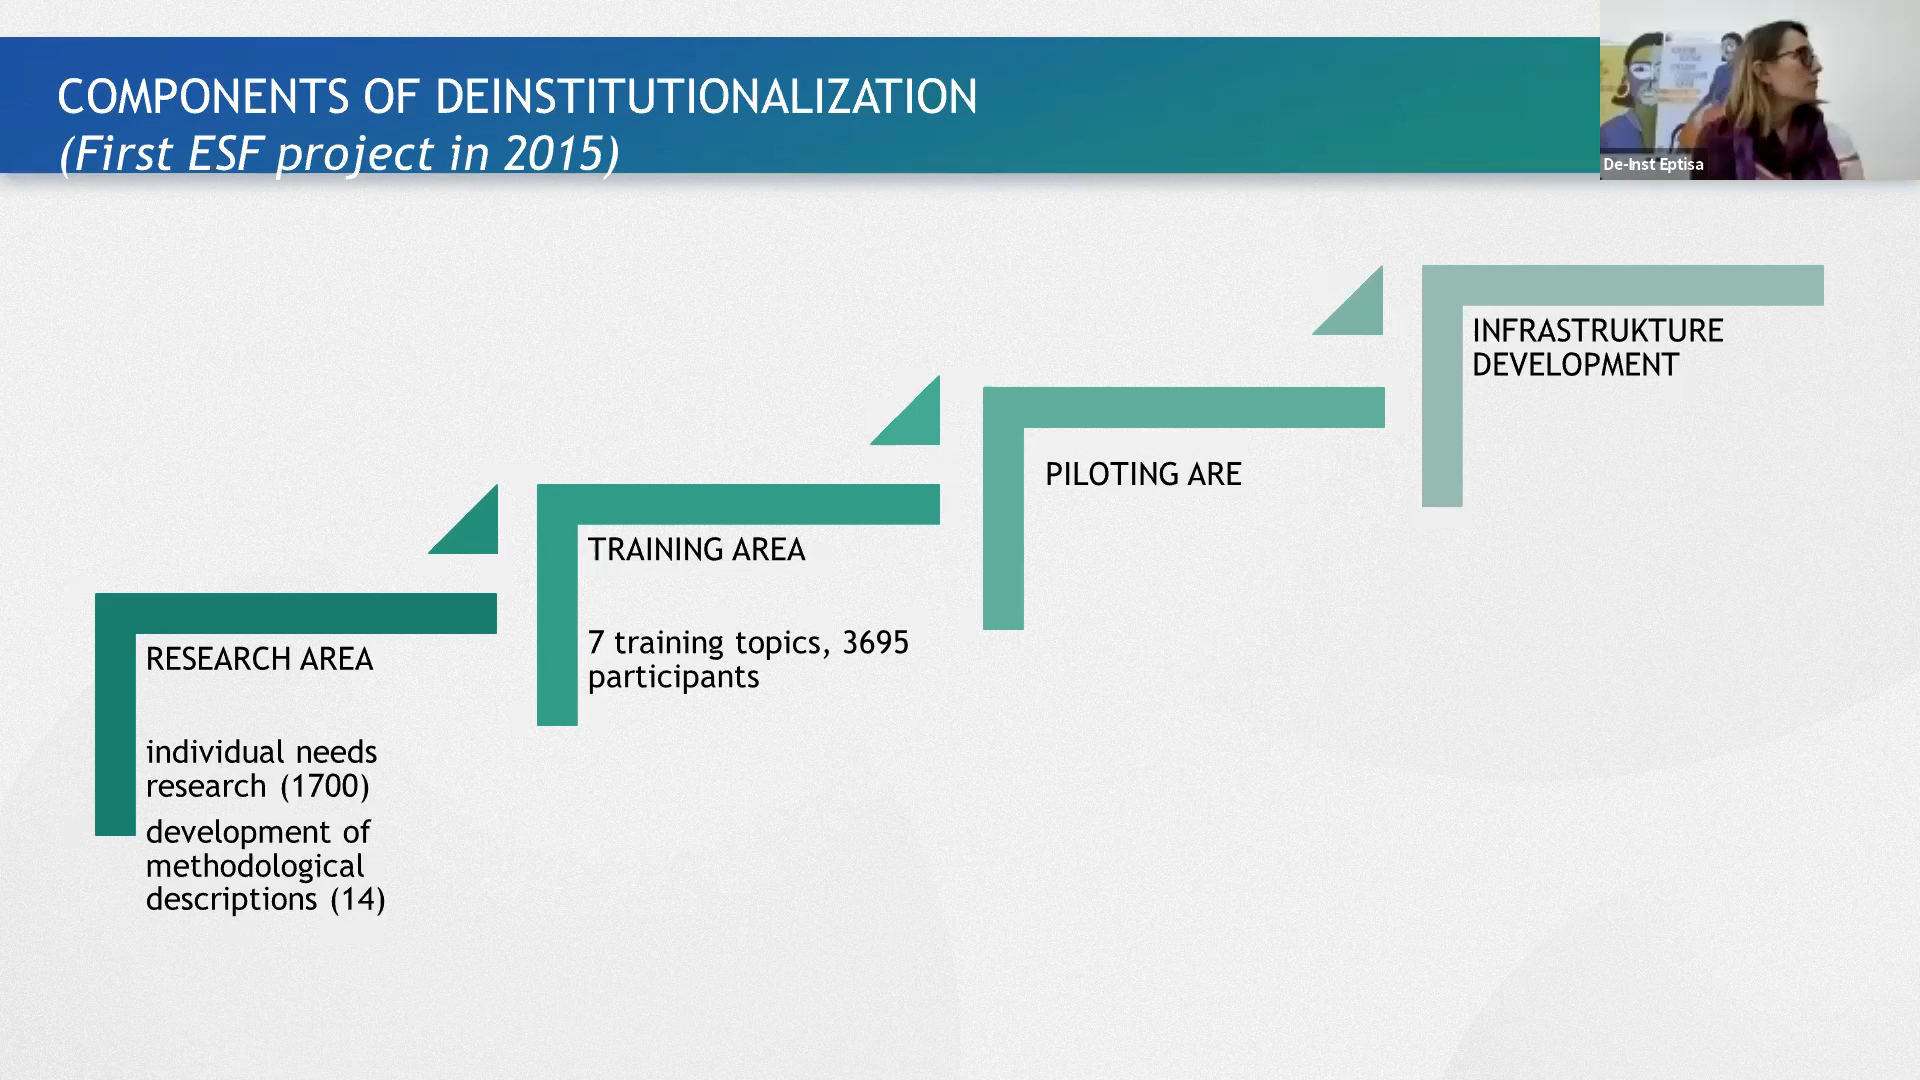 COMPONENTS OF DEINSTITUTIONALIZATION
(First ESF project in 2015)
De-Inst Eptisa
INFRASTRUKTURE
DEVELOPMENT
PILOTING ARE
TRAINING AREA
7 training topics, 3695
participants
RESEARCH AREA
individual needs
research (1700)
development of
methodological
descriptions (14)